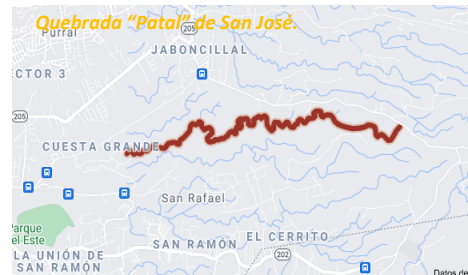 Quebrada “Patal” de San José.
Purral
205
JABONCILLAL
ECTOR 3
205
CUESTA GRANDE
San Rafael
Parque
el Este
SAN RAMÓN
EL CERRITO
LA UNIÓN DE
SAN RAMÓN
202
Datos de